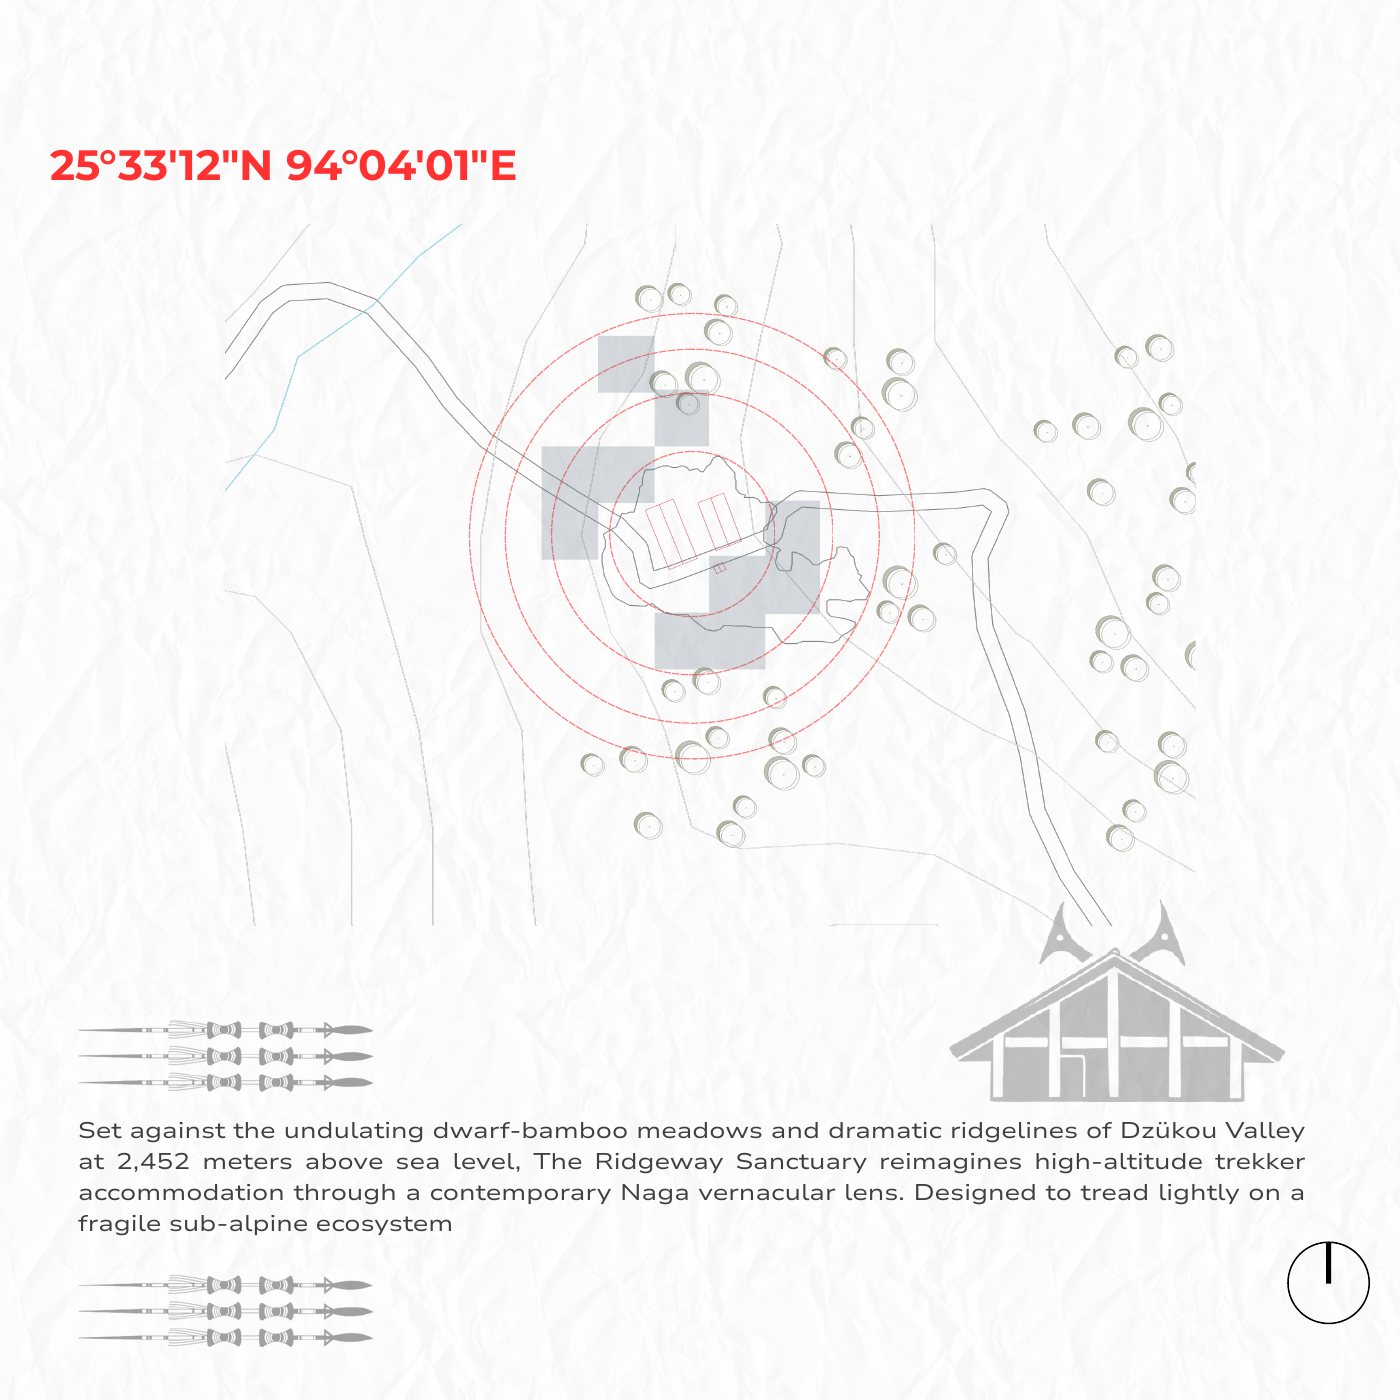 25°33'12"N 94°04'01"E
Set against the undulating dwarf-bamboo meadows and dramatic ridgelines of Dzükou Valley
at 2,452 meters above sea level, The Ridgeway Sanctuary reimagines high-altitude trekker
accommodation through a contemporary Naga vernacular lens. Designed to tread lightly on a
fragile sub-alpine ecosystem